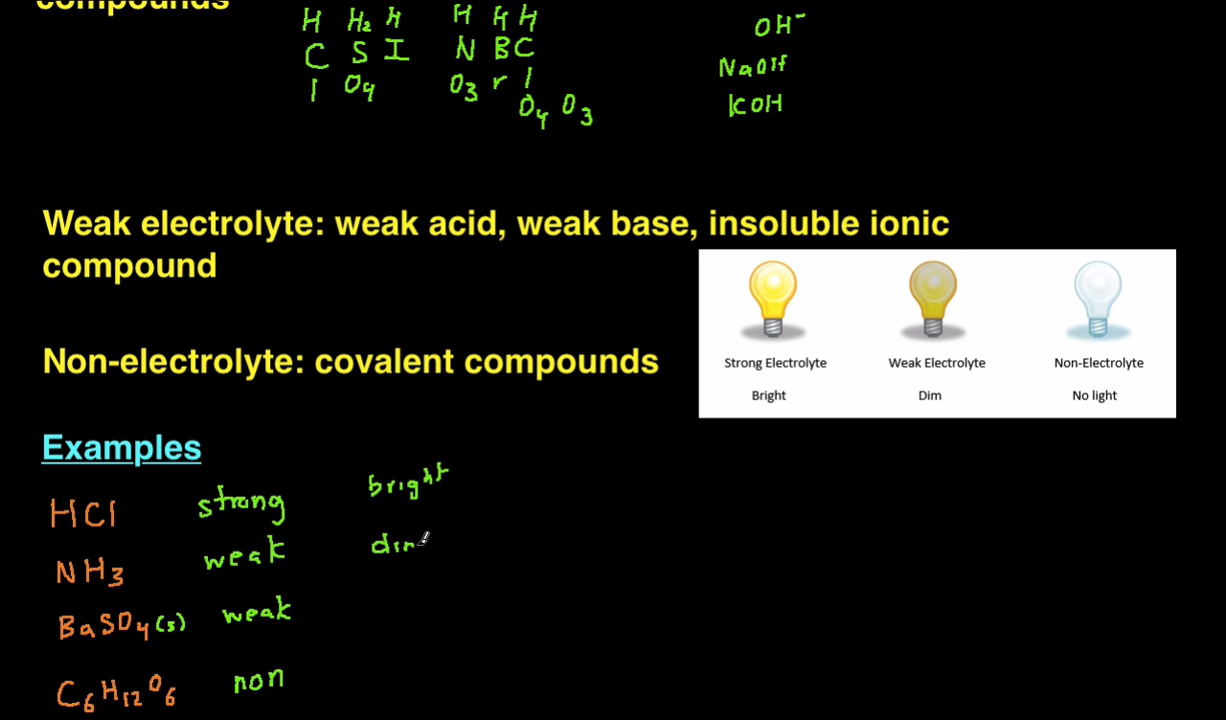 compounds
H H2 H H H H
C S I N B C
l O4 O3 r l
O4 O3
OH-
NaOH
KOH
Weak electrolyte: weak acid, weak base, insoluble ionic
compound
Strong Electrolyte Weak Electrolyte Non-Electrolyte
Bright Dim No light
Non-electrolyte: covalent compounds
Examples
HCl strong bright
NH3 weak dim
BaSO4(s) weak
C6H12O6 non